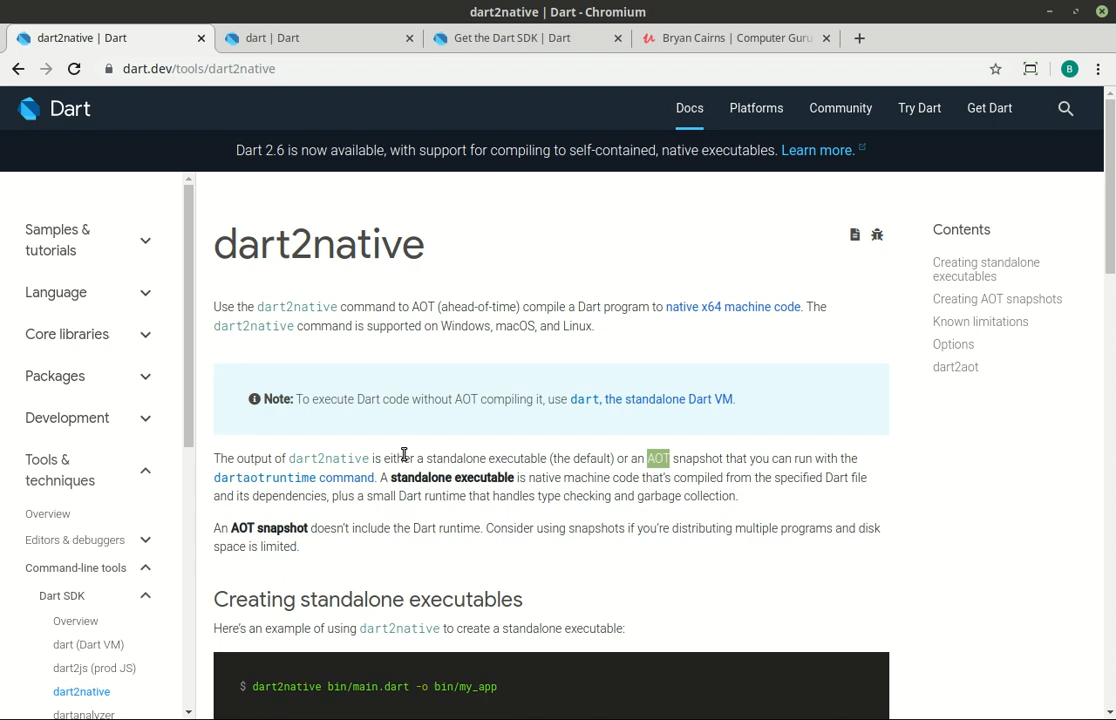 dart2native | Dart - Chromium
dart2native | Dart
dart | Dart
Get the Dart SDK | Dart
Bryan Cairns | Computer Guru
dart.dev/tools/dart2native
B
Dart
Docs
Platforms
Community
Try Dart
Get Dart
Dart 2.6 is now available, with support for compiling to self-contained, native executables. Learn more.
Samples &
tutorials
Language
Core libraries
Packages
Development
Tools &
techniques
Overview
Editors & debuggers
Command-line tools
Dart SDK
Overview
dart (Dart VM)
dart2js (prod JS)
dart2native
dartanalyzer
dart2native
Use the dart2native command to AOT (ahead-of-time) compile a Dart program to native x64 machine code. The
dart2native command is supported on Windows, macOS, and Linux.
Note: To execute Dart code without AOT compiling it, use dart, the standalone Dart VM.
The output of dart2native is either a standalone executable (the default) or an AOT snapshot that you can run with the
dartaotruntime command. A standalone executable is native machine code that's compiled from the specified Dart file
and its dependencies, plus a small Dart runtime that handles type checking and garbage collection.
An AOT snapshot doesn't include the Dart runtime. Consider using snapshots if you're distributing multiple programs and disk
space is limited.
Creating standalone executables
Here's an example of using dart2native to create a standalone executable:
$ dart2native bin/main.dart -o bin/my_app
Contents
Creating standalone
executables
Creating AOT snapshots
Known limitations
Options
dart2aot